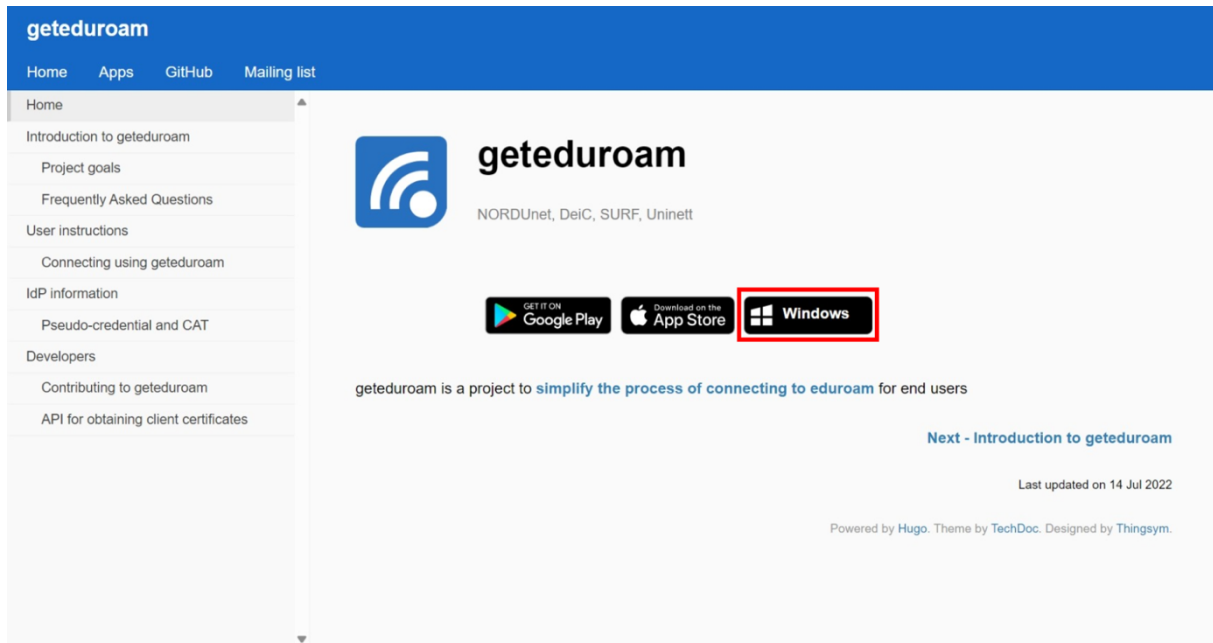 geteduroam
Home Apps GitHub Mailing list
Home
Introduction to geteduroam
Project goals
Frequently Asked Questions
User instructions
Connecting using geteduroam
IdP information
Pseudo-credential and CAT
Developers
Contributing to geteduroam
API for obtaining client certificates
geteduroam
NORDUnet, DeiC, SURF, Uninett
GET IT ON
Google Play
Download on the
App Store
Windows
geteduroam is a project to simplify the process of connecting to eduroam for end users
Next - Introduction to geteduroam
Last updated on 14 Jul 2022
Powered by Hugo. Theme by TechDoc. Designed by Thingsym.